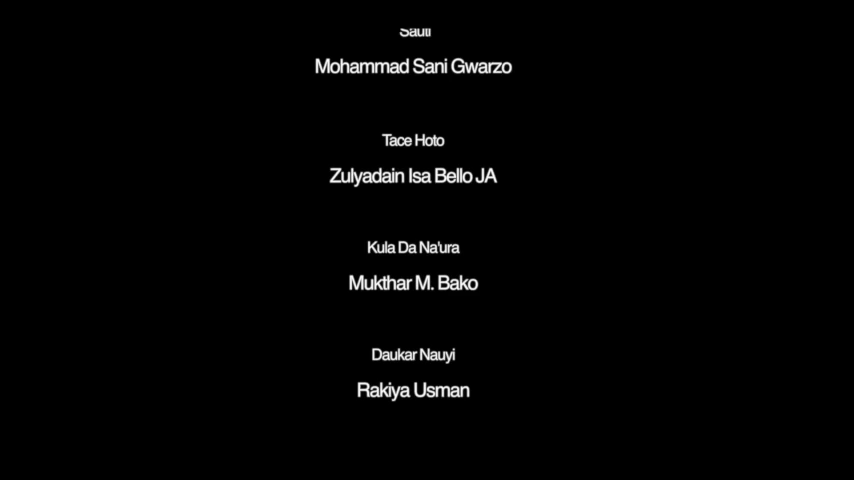 Sauti
Mohammad Sani Gwarzo
Tace Hoto
Zulyadain Isa Bello JA
Kula Da Na'ura
Mukthar M. Bako
Daukar Nauyi
Rakiya Usman